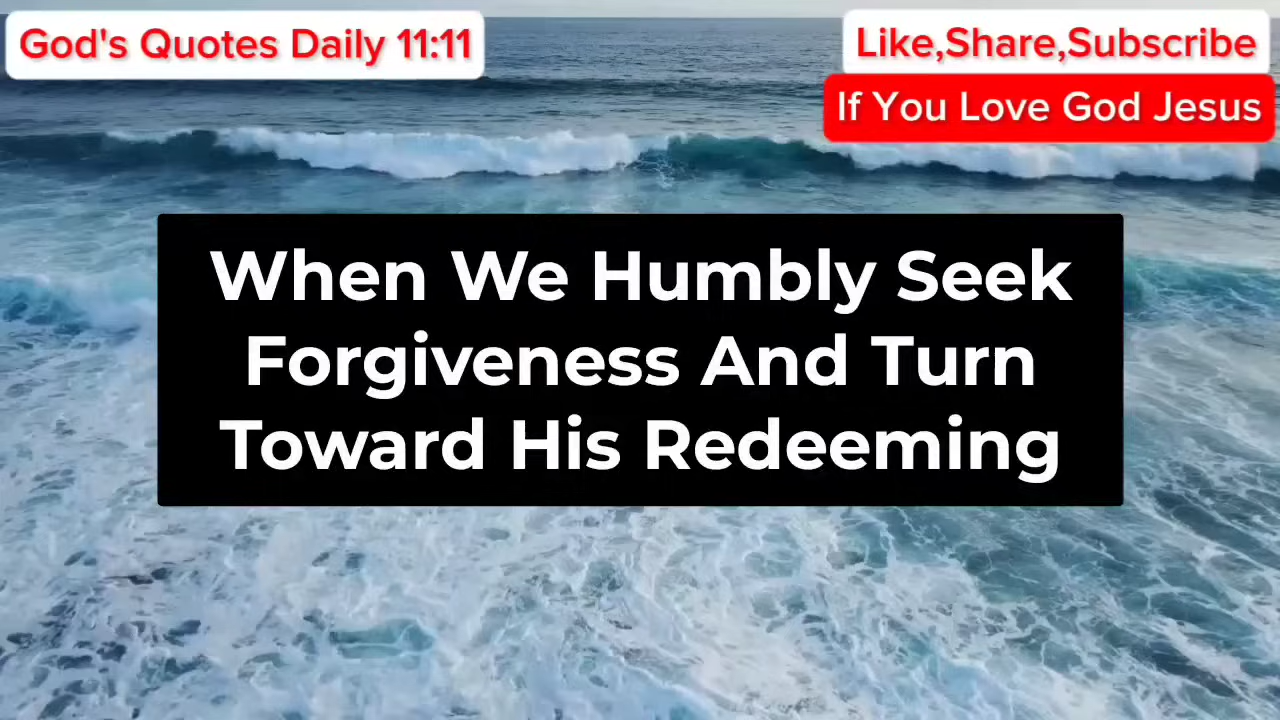 God's Quotes Daily 11:11
Like,Share,Subscribe
If You Love God Jesus
When We Humbly Seek
Forgiveness And Turn
Toward His Redeeming